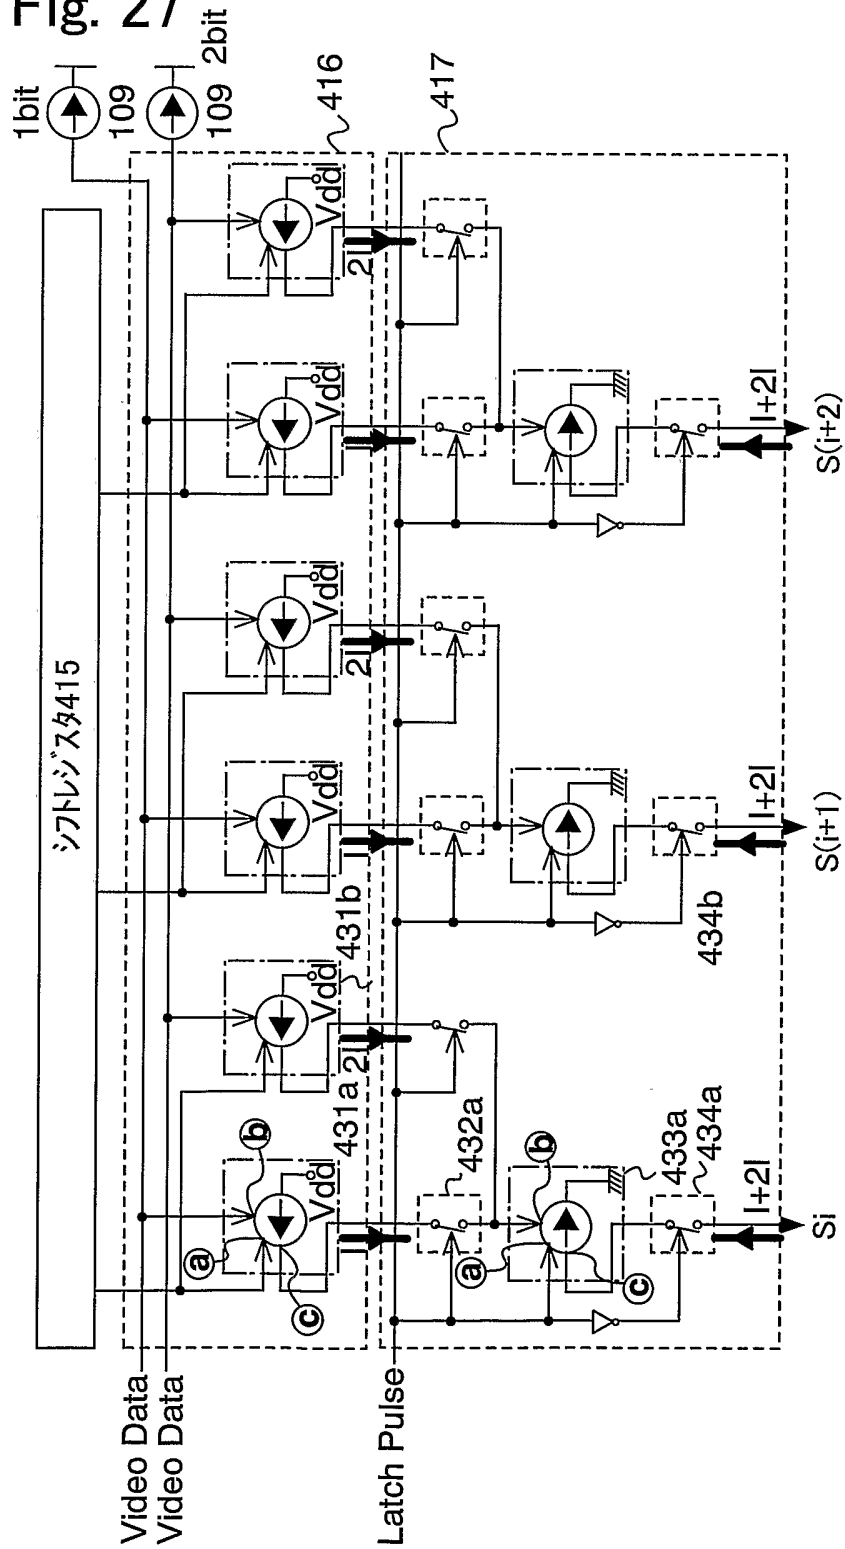 Fig. 27
1bit
109
2bit
109
シフトレジスタ415
416
417
Video Data
Video Data
Latch Pulse
Vdd
Vdd
Vdd
Vdd
Vdd
Vdd
a
b
c
431a
431b
I
2I
I
2I
I
2I
432a
a
b
c
433a
434a
434b
I+2I
I+2I
I+2I
Si
S(i+1)
S(i+2)